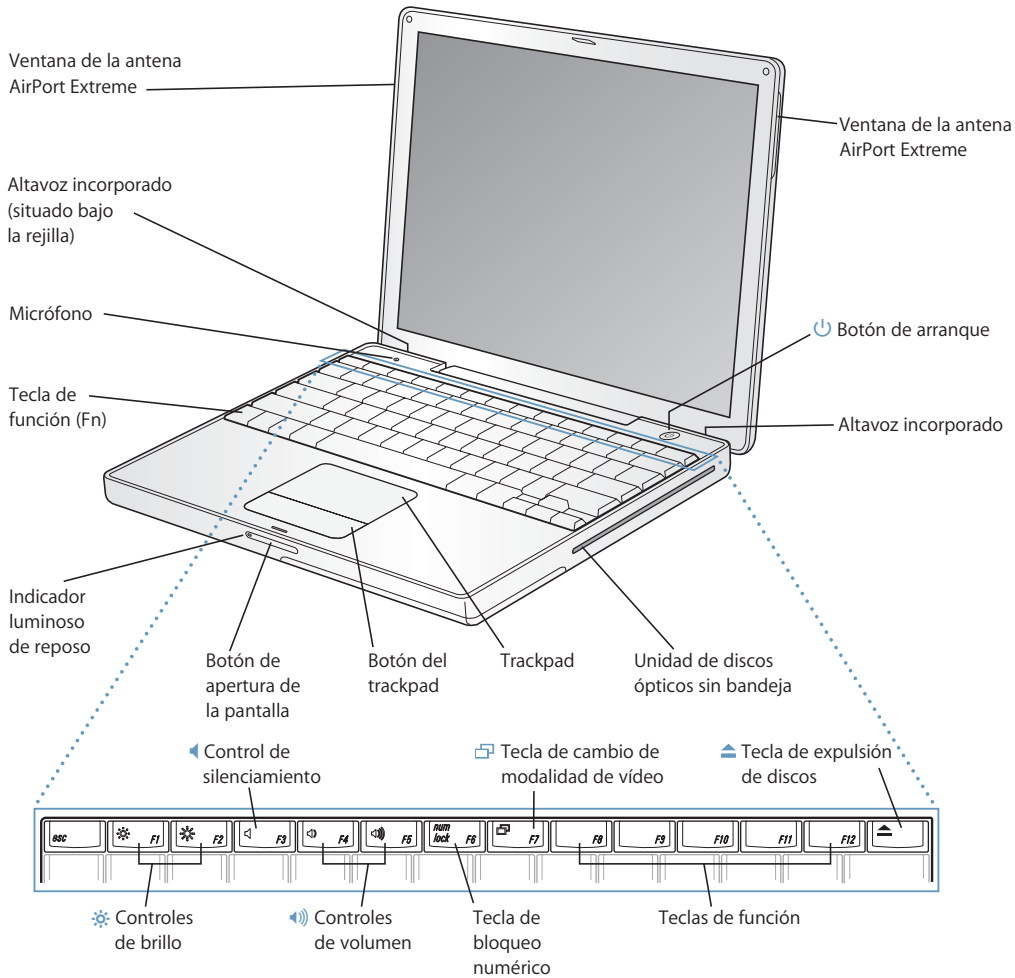 Ventana de la antena
AirPort Extreme
Ventana de la antena
AirPort Extreme
Altavoz incorporado
(situado bajo
la rejilla)
Micrófono
Botón de arranque
Tecla de
función (Fn)
Altavoz incorporado
Indicador
luminoso
de reposo
Botón de
apertura de
la pantalla
Botón del
trackpad
Trackpad
Unidad de discos
ópticos sin bandeja
Control de
silenciamiento
Tecla de cambio de
modalidad de vídeo
Tecla de expulsión
de discos
esc
F1
F2
F3
F4
F5
num
lock F6
F7
F8
F9
F10
F11
F12
Controles
de brillo
Controles
de volumen
Tecla de
bloqueo
numérico
Teclas de función